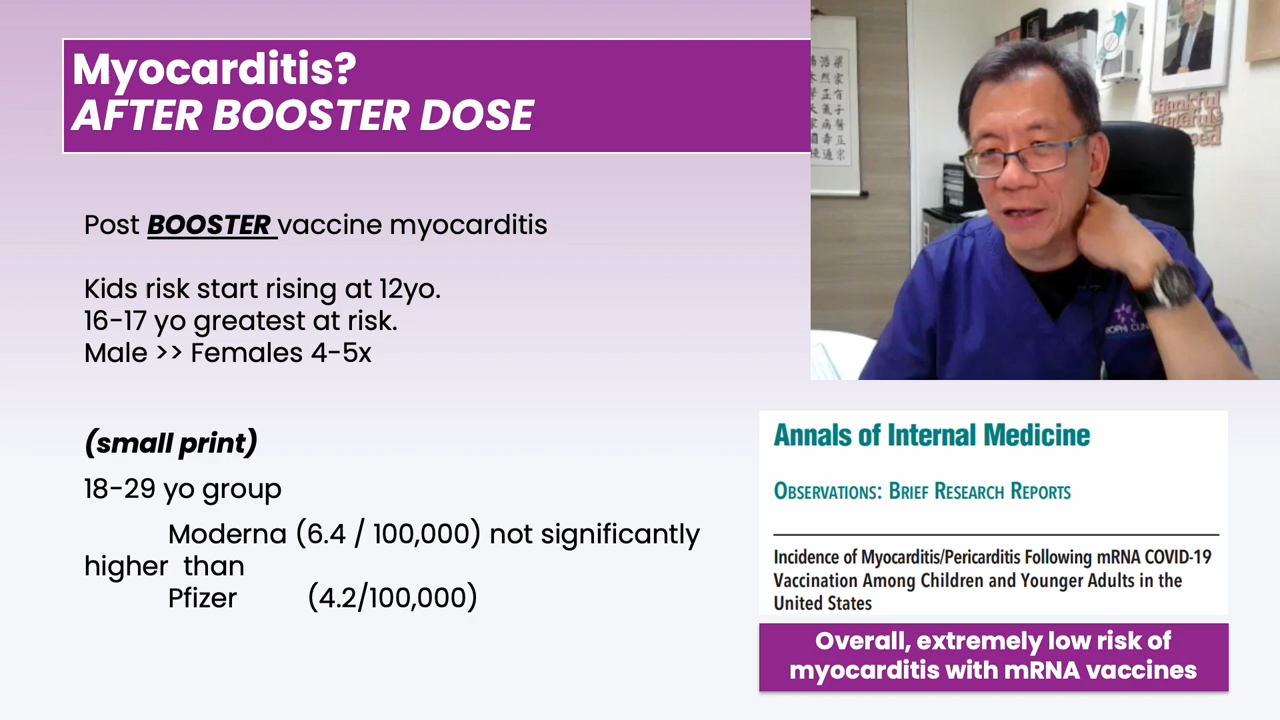 Myocarditis?
AFTER BOOSTER DOSE
Post BOOSTER vaccine myocarditis
Kids risk start rising at 12yo.
16-17 yo greatest at risk.
Male >> Females 4-5x
(small print)
18-29 yo group
Moderna (6.4 / 100,000) not significantly
higher than
Pfizer (4.2/100,000)
thankful
Annals of Internal Medicine
OBSERVATIONS: BRIEF RESEARCH REPORTS
Incidence of Myocarditis/Pericarditis Following mRNA COVID-19
Vaccination Among Children and Younger Adults in the
United States
Overall, extremely low risk of
myocarditis with mRNA vaccines